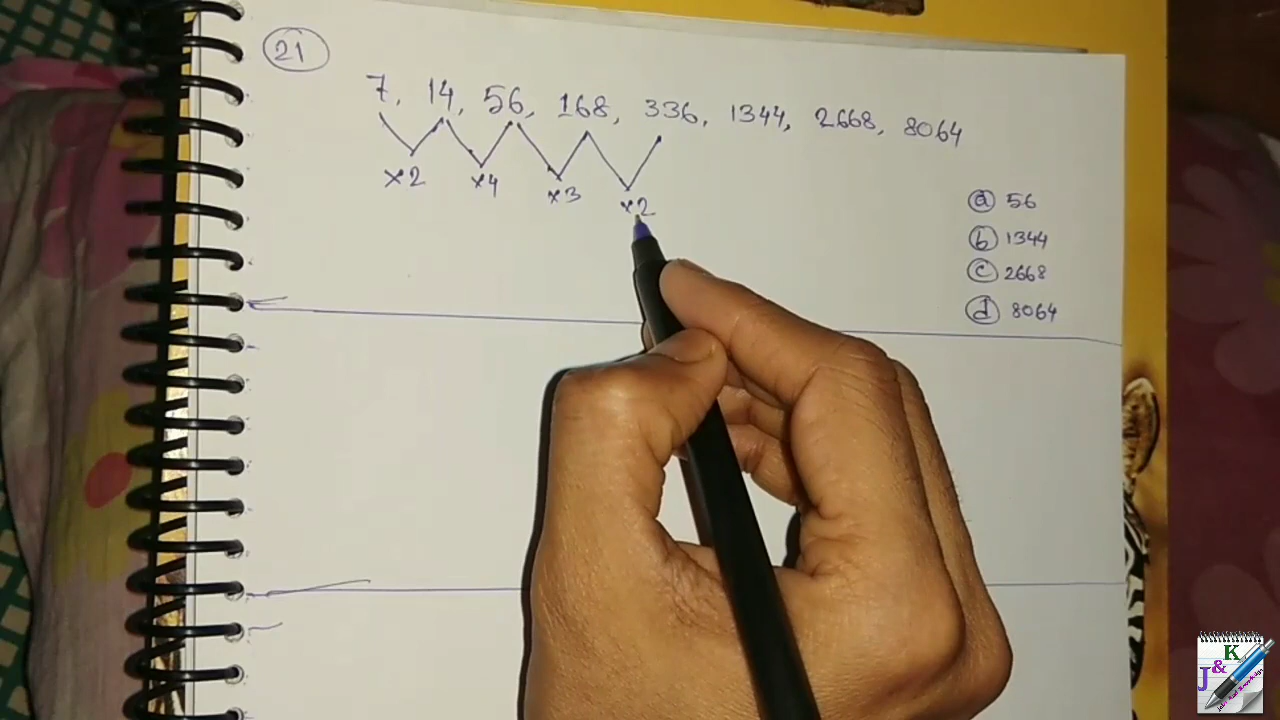 21
7, 14, 56, 168, 336, 1344, 2668, 8064
×2 ×4 ×3 ×2
a 56
b 1344
c 2668
d 8064
J&K